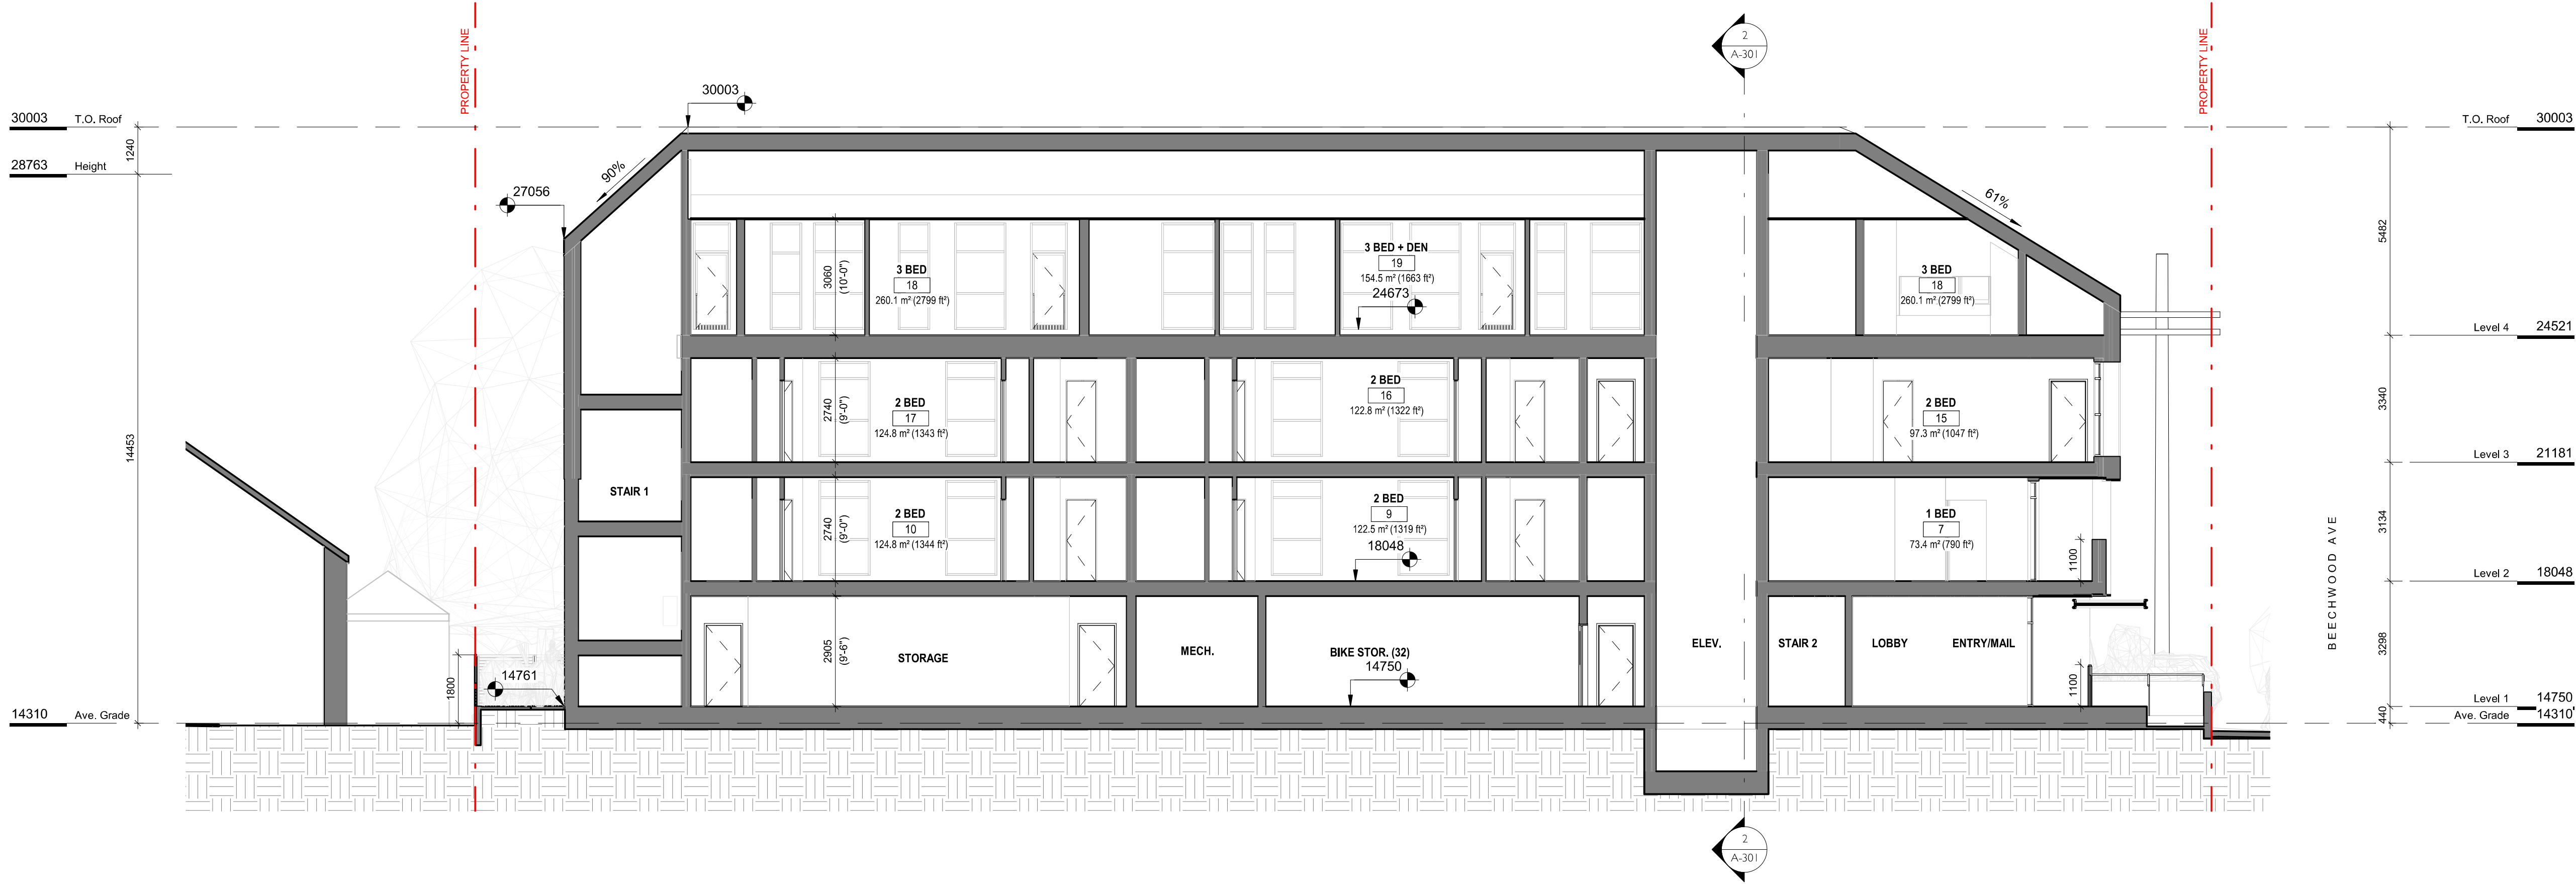 2
A-301
PROPERTY LINE
PROPERTY LINE
30003
30003 T.O. Roof
T.O. Roof 30003
1240
28763 Height
90%
27056
61%
5482
3 BED
18
260.1 m² (2799 ft²)
3060
(10'-0")
3 BED + DEN
19
154.5 m² (1663 ft²)
24673
3 BED
18
260.1 m² (2799 ft²)
Level 4 24521
14453
2 BED
17
124.8 m² (1343 ft²)
2740
(9'-0")
2 BED
16
122.8 m² (1322 ft²)
2 BED
15
97.3 m² (1047 ft²)
3340
Level 3 21181
STAIR 1
2 BED
10
124.8 m² (1344 ft²)
2740
(9'-0")
2 BED
9
122.5 m² (1319 ft²)
18048
1 BED
7
73.4 m² (790 ft²)
1100
3134
BEECHWOOD AVE
Level 2 18048
STORAGE
2905
(9'-6")
MECH.
BIKE STOR. (32)
14750
ELEV.
STAIR 2
LOBBY
ENTRY/MAIL
1100
3298
1800
14761
Level 1 14750
14310 Ave. Grade
440
Ave. Grade 14310
2
A-301